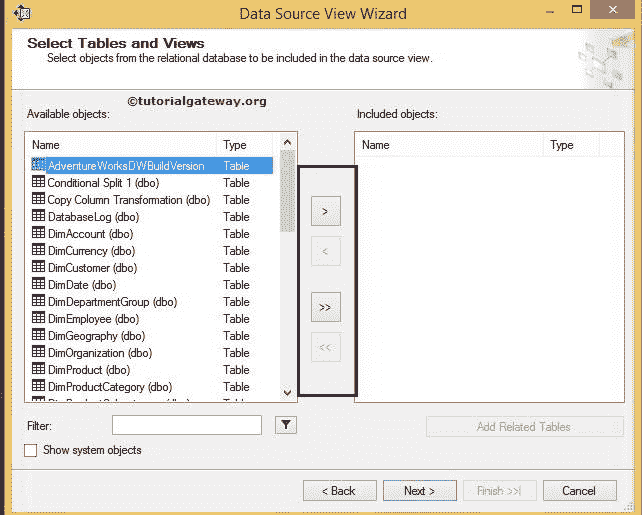 Data Source View Wizard
Select Tables and Views
Select objects from the relational database to be included in the data source view.
©tutorialgateway.org
Available objects:
Included objects:
Name Type
Name Type
AdventureWorksDWBuildVersion Table
Conditional Split 1 (dbo) Table
Copy Column Transformation (dbo) Table
DatabaseLog (dbo) Table
DimAccount (dbo) Table
DimCurrency (dbo) Table
DimCustomer (dbo) Table
DimDate (dbo) Table
DimDepartmentGroup (dbo) Table
DimEmployee (dbo) Table
DimGeography (dbo) Table
DimOrganization (dbo) Table
DimProduct (dbo) Table
DimProductCategory (dbo) Table
>
<
>>
<<
Filter:
Add Related Tables
Show system objects
< Back Next > Finish >>| Cancel